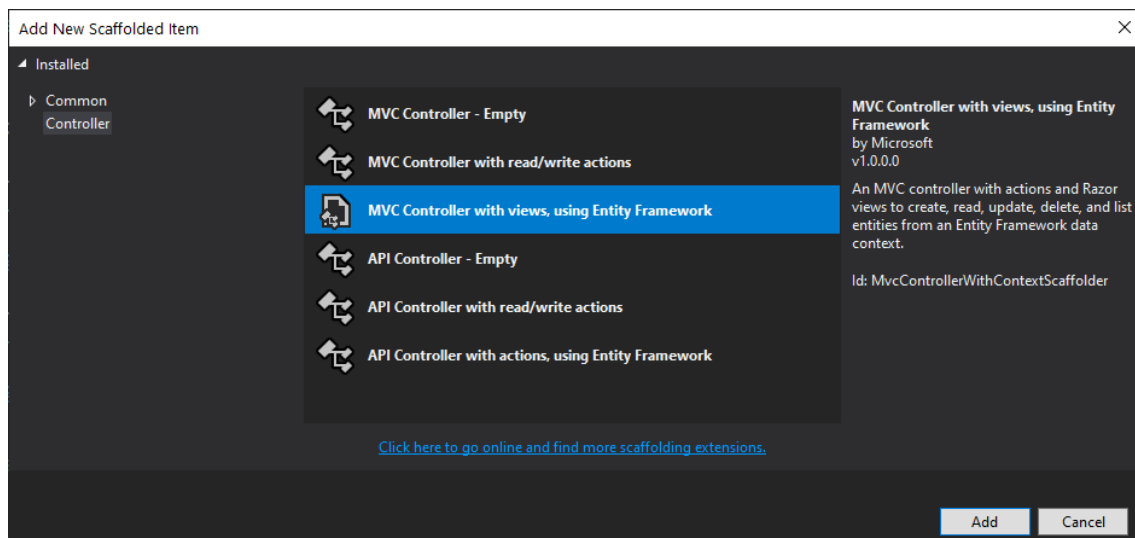 Add New Scaffolded Item
Installed
Common
Controller
MVC Controller - Empty
MVC Controller with read/write actions
MVC Controller with views, using Entity Framework
API Controller - Empty
API Controller with read/write actions
API Controller with actions, using Entity Framework
Click here to go online and find more scaffolding extensions.
MVC Controller with views, using Entity
Framework
by Microsoft
v1.0.0.0
An MVC controller with actions and Razor
views to create, read, update, delete, and list
entities from an Entity Framework data
context.
Id: MvcControllerWithContextScaffolder
Add
Cancel